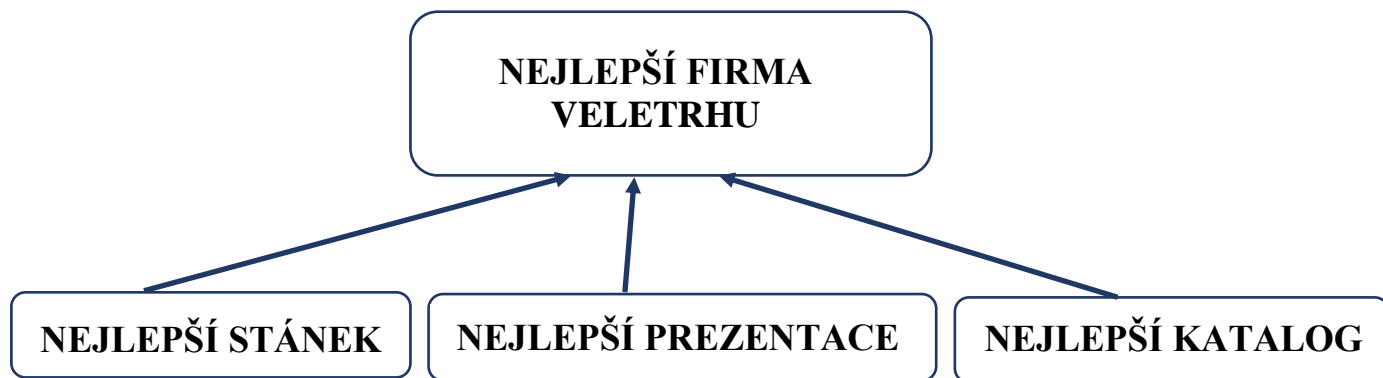 NEJLEPŠÍ FIRMA
VELETRHU
NEJLEPŠÍ STÁNEK
NEJLEPŠÍ PREZENTACE
NEJLEPŠÍ KATALOG